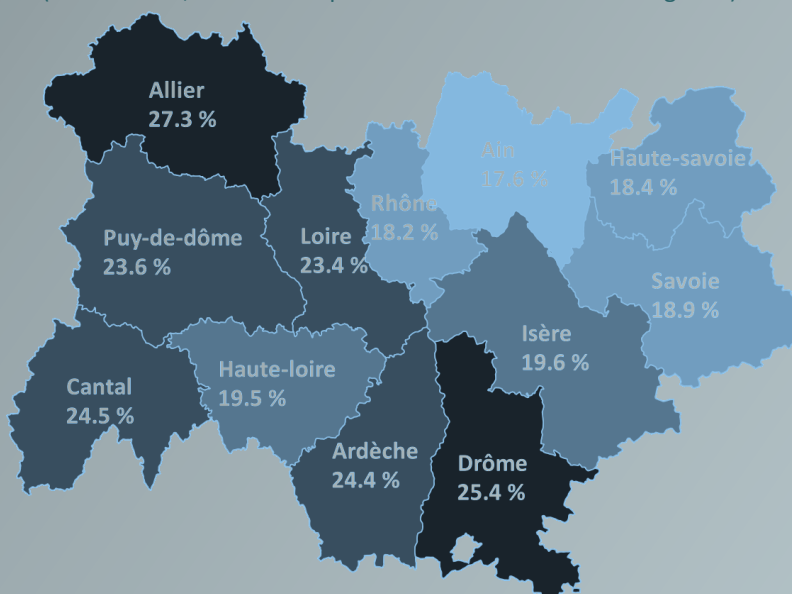 Allier
27.3 %
Ain
17.6 %
Haute-savoie
18.4 %
Rhône
18.2 %
Puy-de-dôme
23.6 %
Loire
23.4 %
Savoie
18.9 %
Isère
19.6 %
Haute-loire
19.5 %
Cantal
24.5 %
Ardèche
24.4 %
Drôme
25.4 %